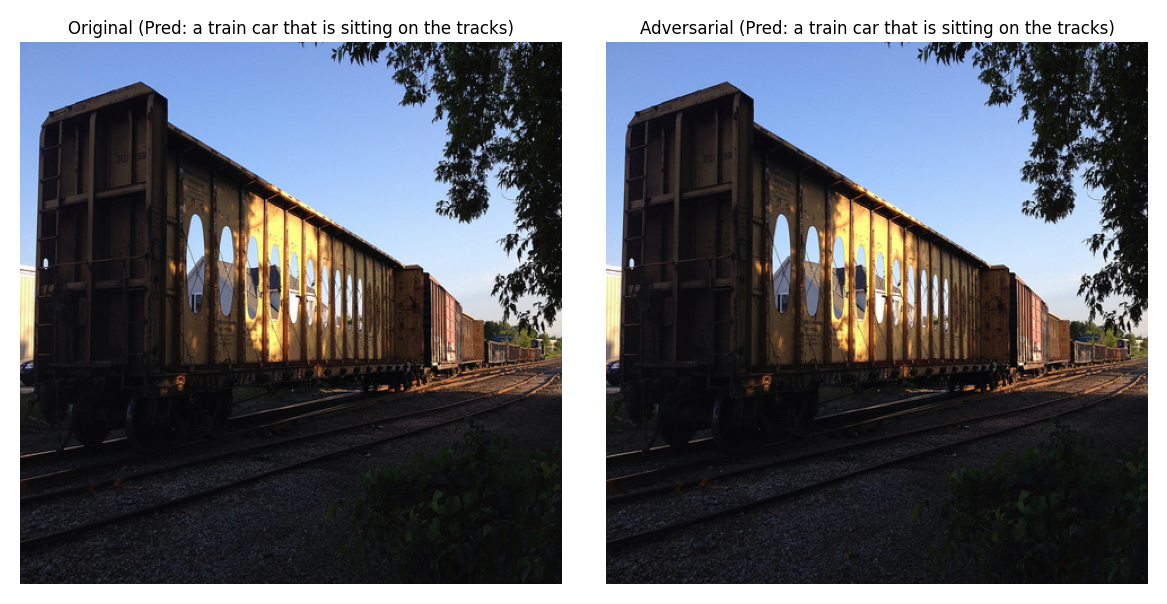 Original (Pred: a train car that is sitting on the tracks)
Adversarial (Pred: a train car that is sitting on the tracks)